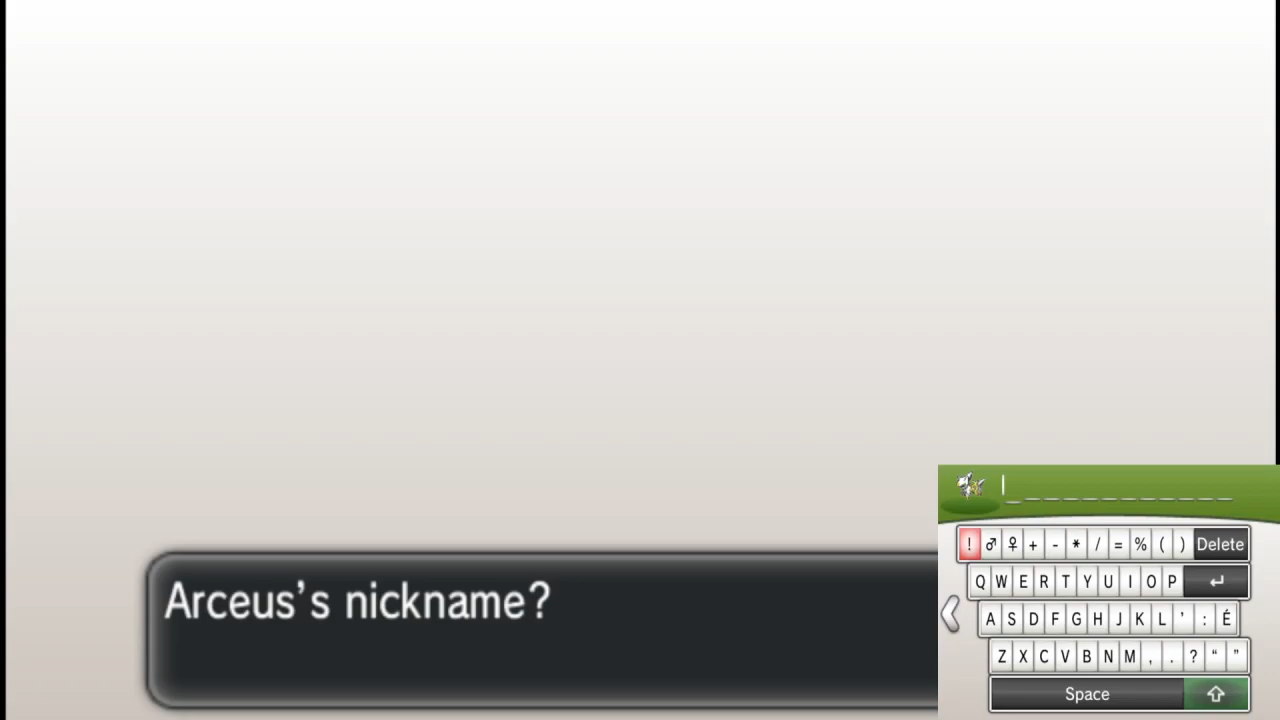 Arceus's nickname?
! ♂ ♀ + - * / = % ( ) Delete
Q W E R T Y U I O P ↵
A S D F G H J K L ’ : É
Z X C V B N M , . ? “ ”
Space